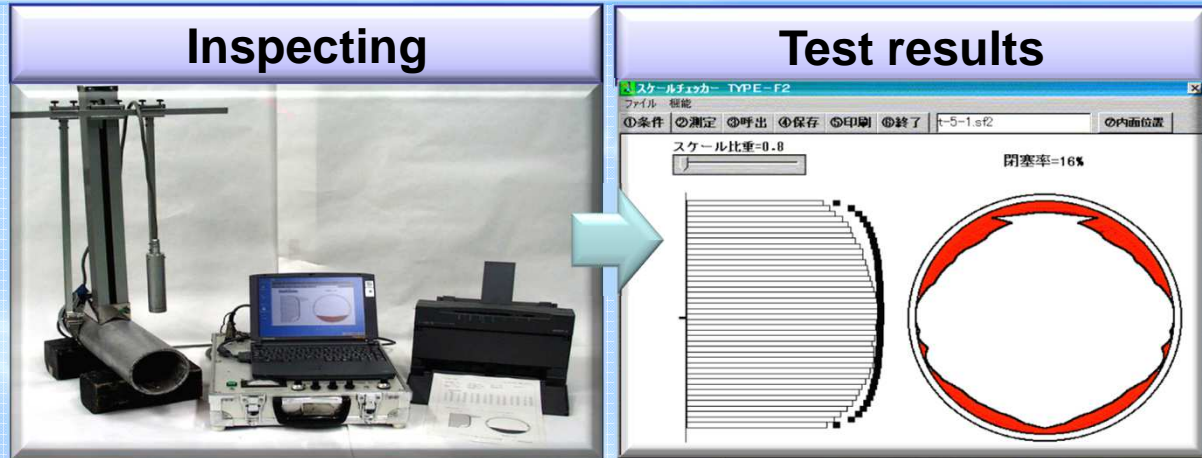 Inspecting
Test results
スケールチェッカー TYPE-F2
ファイル 機能
①条件 ②測定 ③呼出 ④保存 ⑤印刷 ⑥終了 t-5-1.sf2 ⑦内面位置
スケール比重=0.8
閉塞率=16%